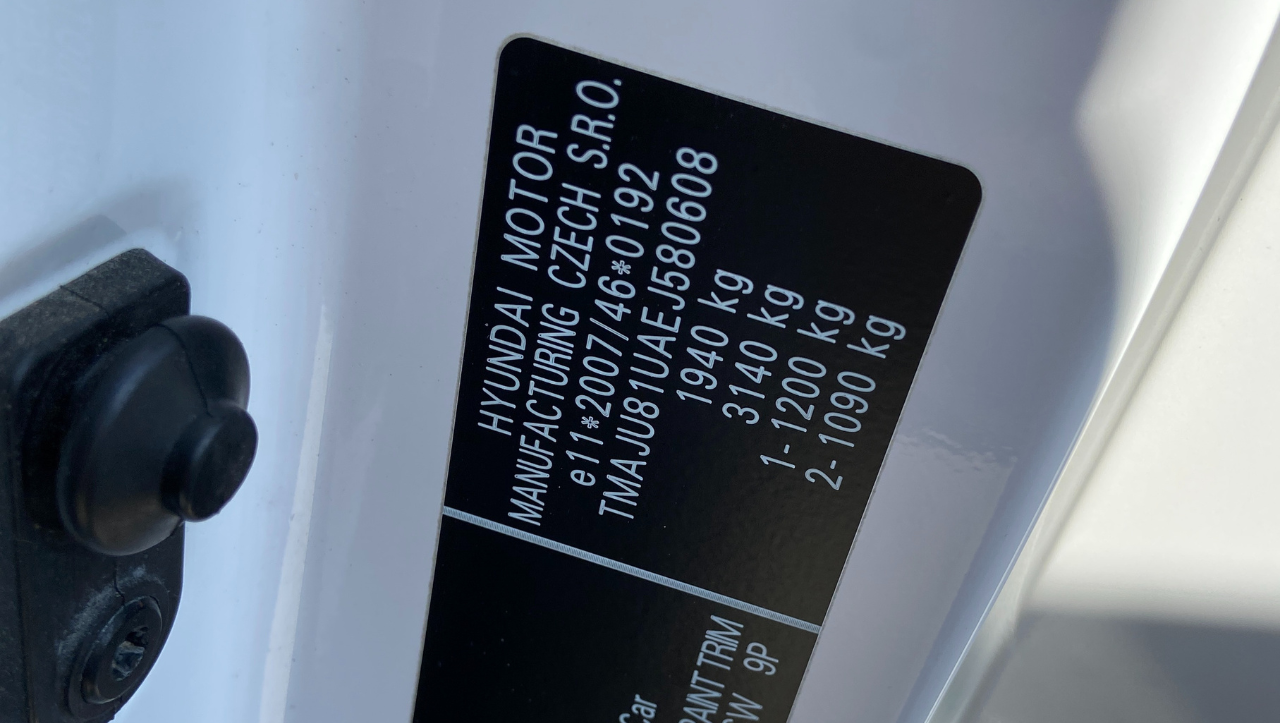 HYUNDAI MOTOR
MANUFACTURING CZECH S.R.O.
e11*2007/46*0192
TMAJU81UAEJ580608
1940 kg
3140 kg
1- 1200 kg
2- 1090 kg
Car
TRIM
9P